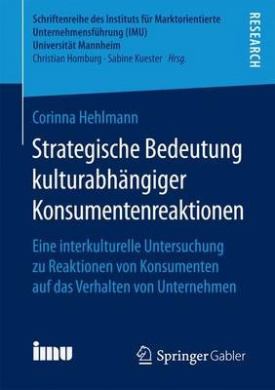 Schriftenreihe des Instituts für Marktorientierte
Unternehmensführung (IMU)
Universität Mannheim
Christian Homburg · Sabine Kuester Hrsg.
RESEARCH
Corinna Hehlmann
Strategische Bedeutung
kulturabhängiger
Konsumentenreaktionen
Eine interkulturelle Untersuchung
zu Reaktionen von Konsumenten
auf das Verhalten von Unternehmen
imu
Springer Gabler